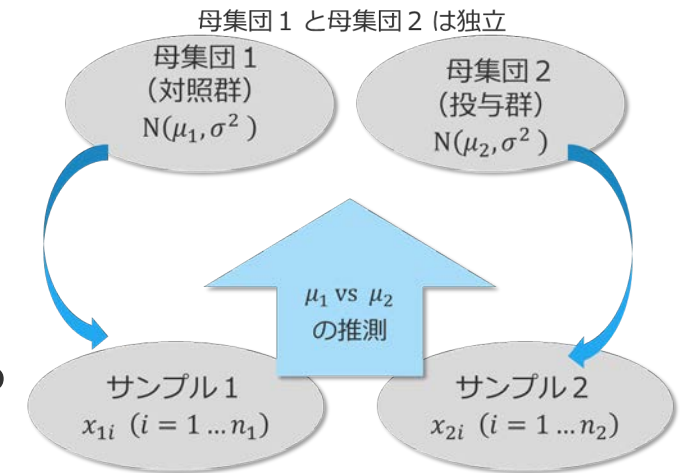 母集団１と母集団２は独立
母集団１
（対照群）
N(μ₁,σ² )
母集団２
（投与群）
N(μ₂,σ² )
μ₁ vs μ₂
の推測
サンプル１
x₁ᵢ (i = 1 … n₁)
サンプル２
x₂ᵢ (i = 1 … n₂)